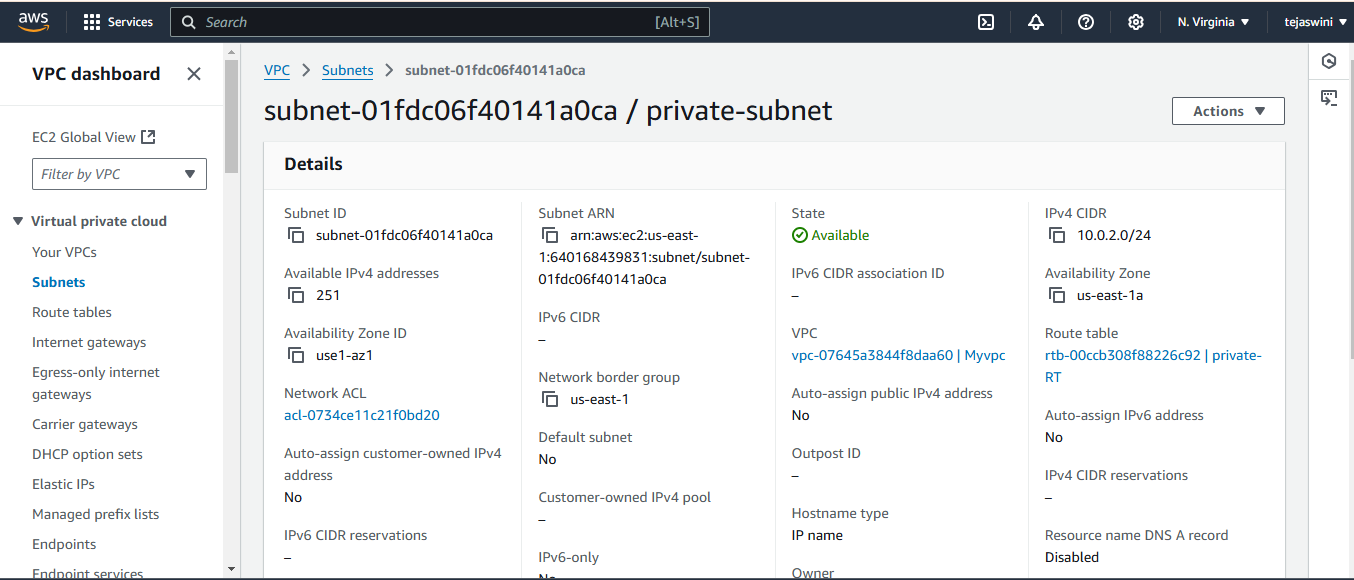 aws
Services
Search
[Alt+S]
N. Virginia
tejaswini
VPC dashboard
EC2 Global View
Filter by VPC
Virtual private cloud
Your VPCs
Subnets
Route tables
Internet gateways
Egress-only internet
gateways
Carrier gateways
DHCP option sets
Elastic IPs
Managed prefix lists
Endpoints
Endpoint services
VPC
Subnets
subnet-01fdc06f40141a0ca
subnet-01fdc06f40141a0ca / private-subnet
Actions
Details
Subnet ID
subnet-01fdc06f40141a0ca
Available IPv4 addresses
251
Availability Zone ID
use1-az1
Network ACL
acl-0734ce11c21f0bd20
Auto-assign customer-owned IPv4
address
No
IPv6 CIDR reservations
–
Subnet ARN
arn:aws:ec2:us-east-
1:640168439831:subnet/subnet-
01fdc06f40141a0ca
IPv6 CIDR
–
Network border group
us-east-1
Default subnet
No
Customer-owned IPv4 pool
–
IPv6-only
No
State
Available
IPv6 CIDR association ID
–
VPC
vpc-07645a3844f8daa60 | Myvpc
Auto-assign public IPv4 address
No
Outpost ID
–
Hostname type
IP name
Owner
IPv4 CIDR
10.0.2.0/24
Availability Zone
us-east-1a
Route table
rtb-00ccb308f88226c92 | private-
RT
Auto-assign IPv6 address
No
IPv4 CIDR reservations
–
Resource name DNS A record
Disabled